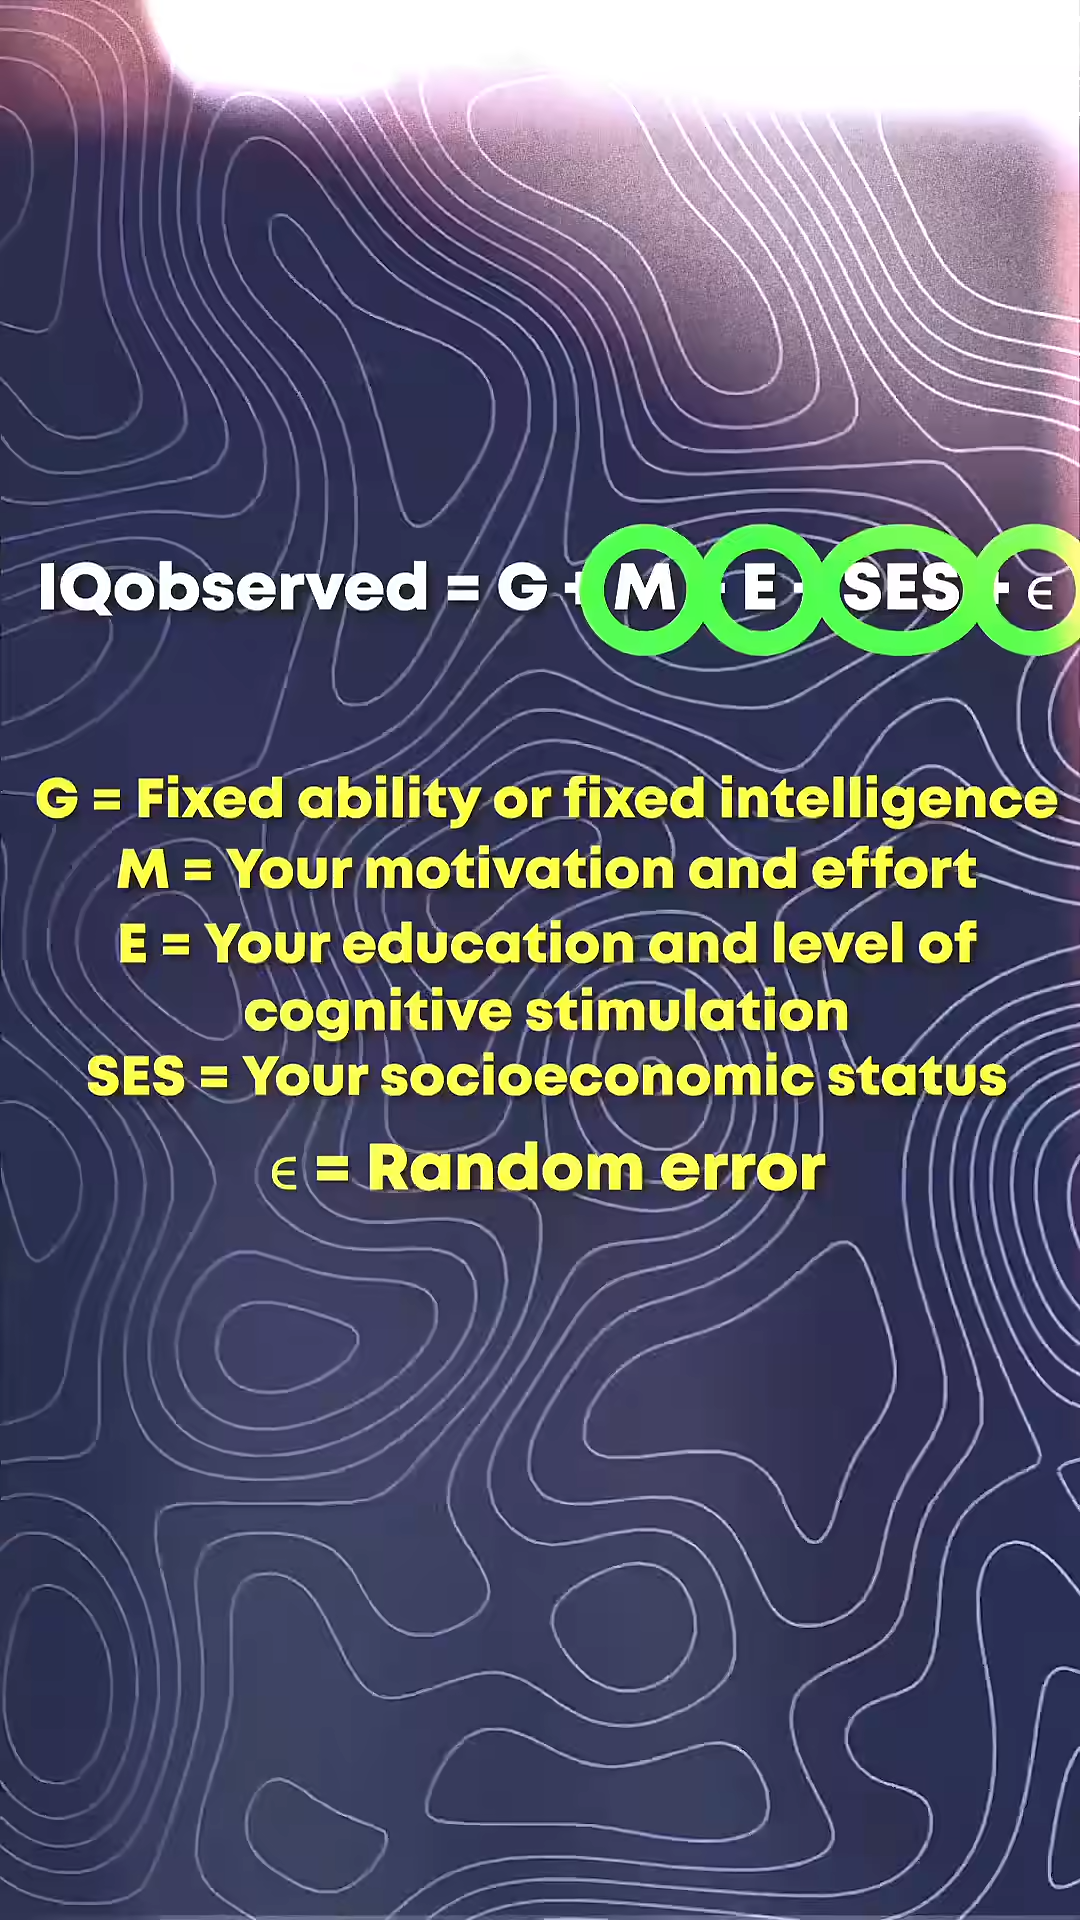 IQobserved = G + M + E + SES + ϵ
G = Fixed ability or fixed intelligence
M = Your motivation and effort
E = Your education and level of
cognitive stimulation
SES = Your socioeconomic status
ϵ = Random error